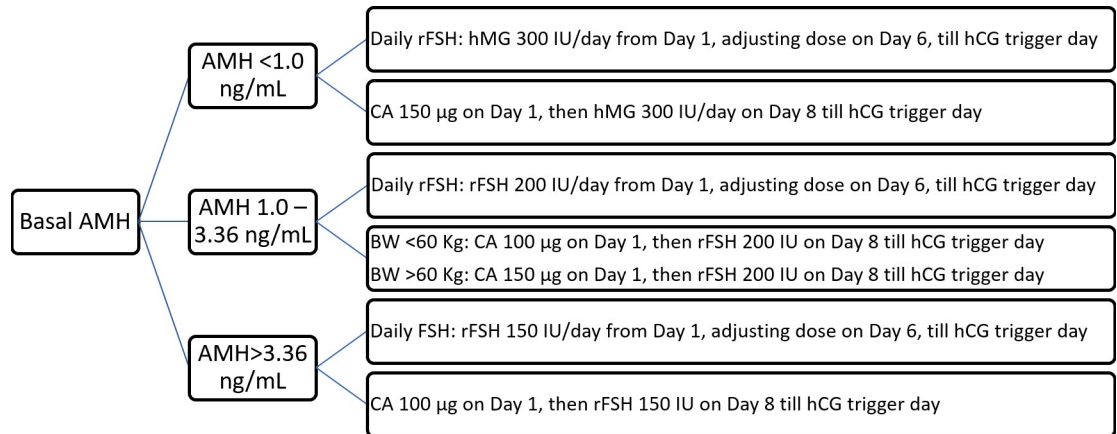 Basal AMH
AMH <1.0
ng/mL
Daily rFSH: hMG 300 IU/day from Day 1, adjusting dose on Day 6, till hCG trigger day
CA 150 µg on Day 1, then hMG 300 IU/day on Day 8 till hCG trigger day
AMH 1.0 –
3.36 ng/mL
Daily rFSH: rFSH 200 IU/day from Day 1, adjusting dose on Day 6, till hCG trigger day
BW <60 Kg: CA 100 µg on Day 1, then rFSH 200 IU on Day 8 till hCG trigger day
BW >60 Kg: CA 150 µg on Day 1, then rFSH 200 IU on Day 8 till hCG trigger day
AMH>3.36
ng/mL
Daily FSH: rFSH 150 IU/day from Day 1, adjusting dose on Day 6, till hCG trigger day
CA 100 µg on Day 1, then rFSH 150 IU on Day 8 till hCG trigger day